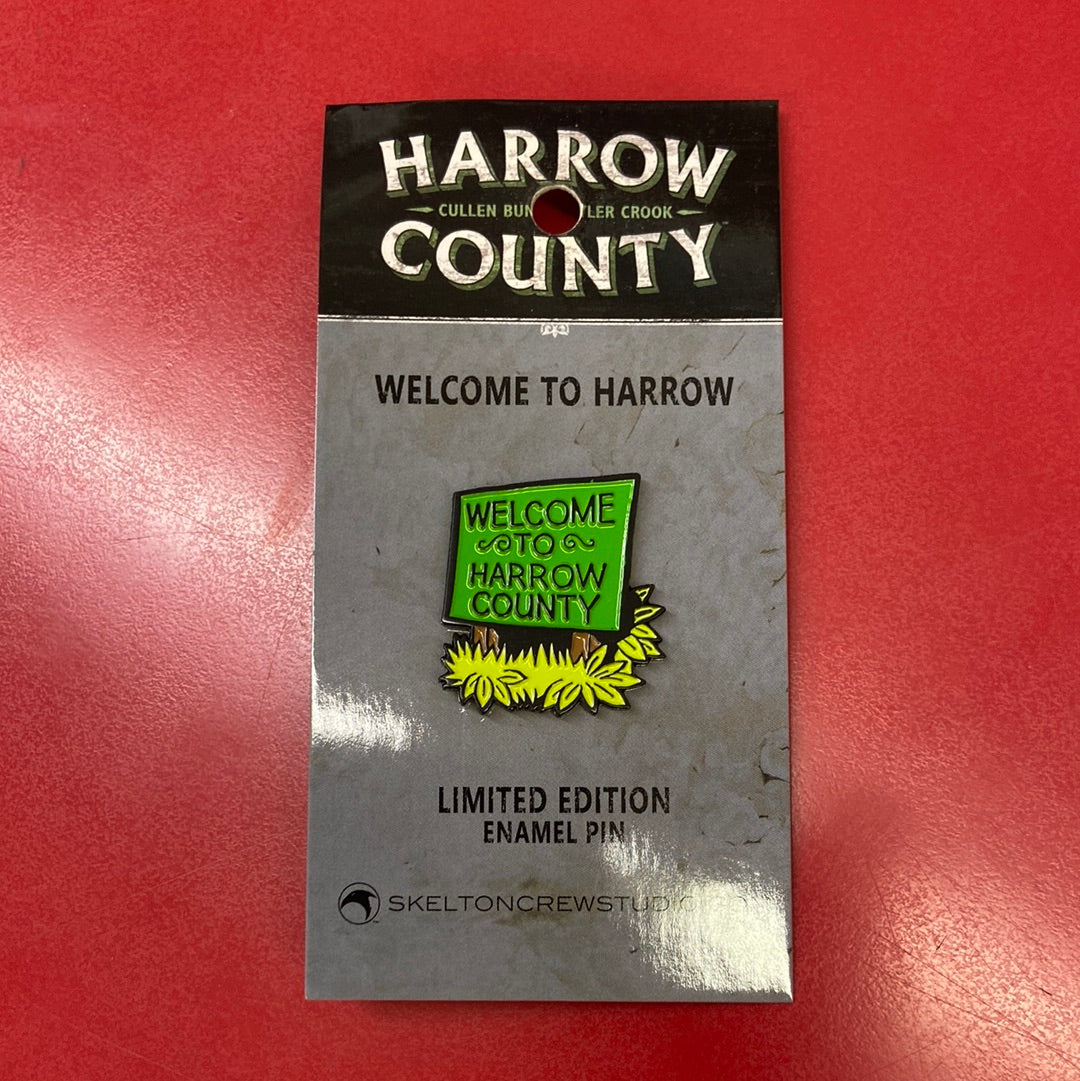 HARROW
CULLEN BUN LER CROOK
COUNTY
WELCOME TO HARROW
WELCOME
TO
HARROW
COUNTY
LIMITED EDITION
ENAMEL PIN
SKELTONCREWSTUDIO